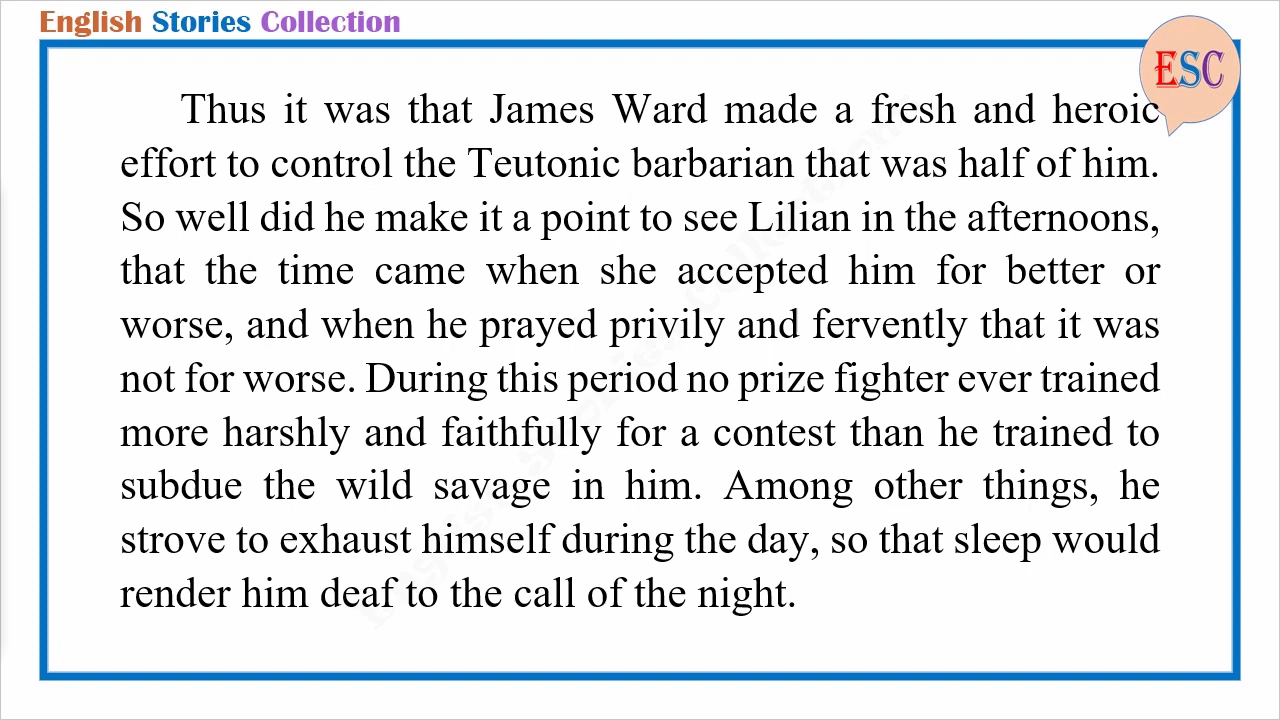 English Stories Collection
ESC
Thus it was that James Ward made a fresh and heroic
effort to control the Teutonic barbarian that was half of him.
So well did he make it a point to see Lilian in the afternoons,
that the time came when she accepted him for better or
worse, and when he prayed privily and fervently that it was
not for worse. During this period no prize fighter ever trained
more harshly and faithfully for a contest than he trained to
subdue the wild savage in him. Among other things, he
strove to exhaust himself during the day, so that sleep would
render him deaf to the call of the night.